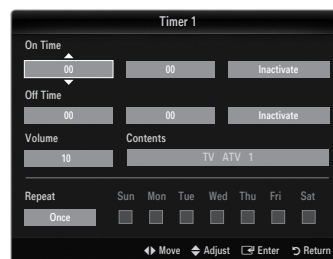 Timer 1
On Time
00 00 Inactivate
Off Time
00 00 Inactivate
Volume Contents
10 TV ATV 1
Repeat Sun Mon Tue Wed Thu Fri Sat
Once
Move Adjust Enter Return